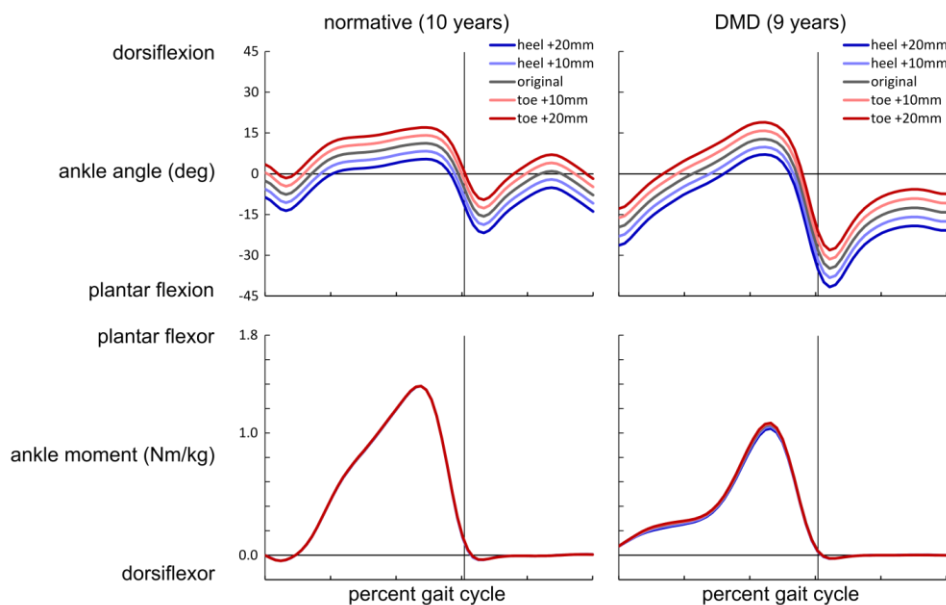 normative (10 years)
DMD (9 years)
dorsiflexion
45
30
15
0
-15
-30
-45
ankle angle (deg)
plantar flexion
heel +20mm
heel +10mm
original
toe +10mm
toe +20mm
heel +20mm
heel +10mm
original
toe +10mm
toe +20mm
plantar flexor
1.8
1.0
0.0
ankle moment (Nm/kg)
dorsiflexor
percent gait cycle
percent gait cycle